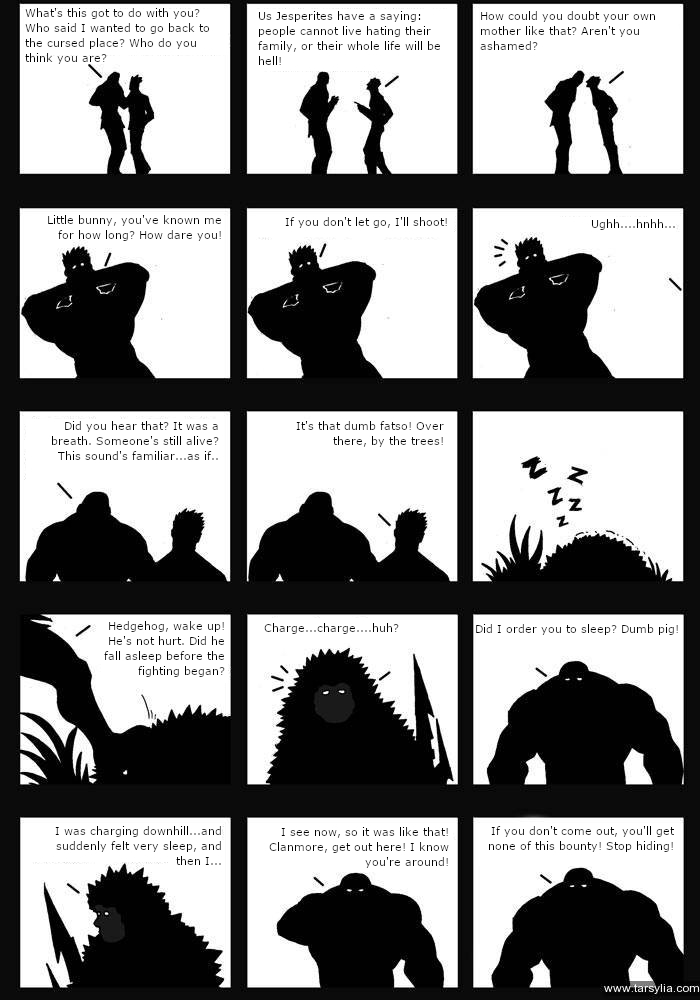 What's this got to do with you?
Who said I wanted to go back to
the cursed place? Who do you
think you are?
Us Jesperites have a saying:
people cannot live hating their
family, or their whole life will be
hell!
How could you doubt your own
mother like that? Aren't you
ashamed?
Little bunny, you've known me
for how long? How dare you!
If you don't let go, I'll shoot!
Ughh....hnhh...
Did you hear that? It was a
breath. Someone's still alive?
This sound's familiar...as if..
It's that dumb fatso! Over
there, by the trees!
Z Z
Z Z
Z
Hedgehog, wake up!
He's not hurt. Did he
fall asleep before the
fighting began?
Charge...charge....huh?
Did I order you to sleep? Dumb pig!
I was charging downhill...and
suddenly felt very sleep, and
then I...
I see now, so it was like that!
Clanmore, get out here! I know
you're around!
If you don't come out, you'll get
none of this bounty! Stop hiding!
www.tarsylia.com